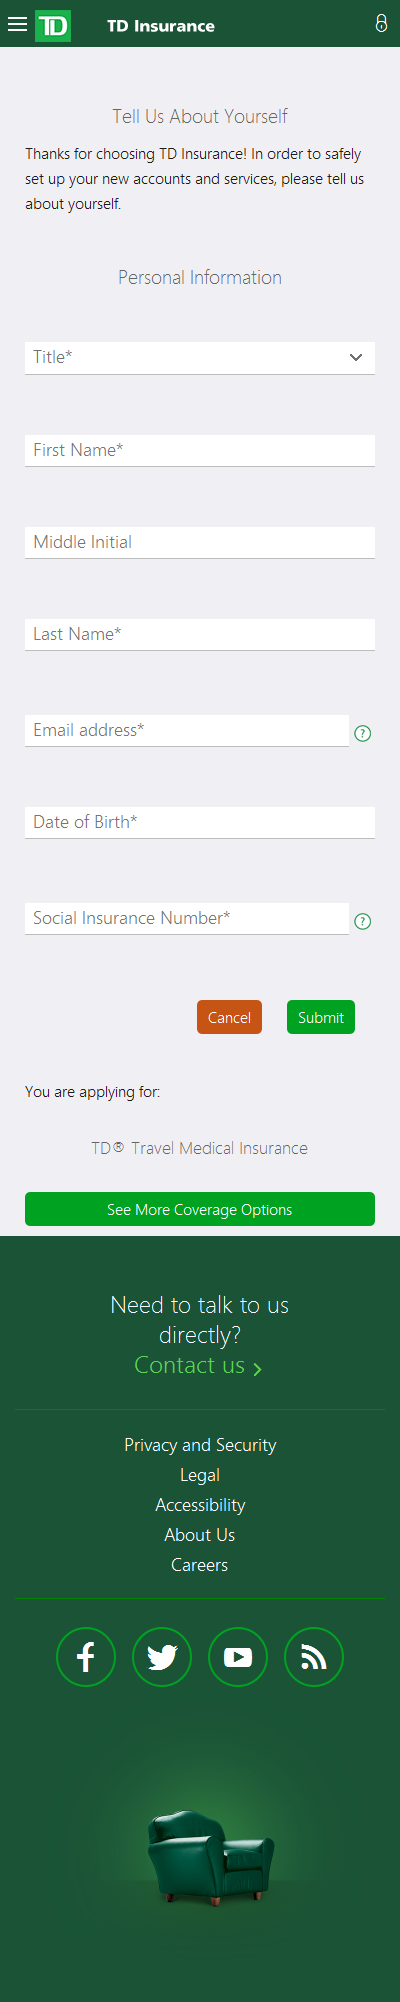 TD
TD Insurance
Tell Us About Yourself
Thanks for choosing TD Insurance! In order to safely
set up your new accounts and services, please tell us
about yourself.
Personal Information
Title*
First Name*
Middle Initial
Last Name*
Email address*
?
Date of Birth*
Social Insurance Number*
?
Cancel
Submit
You are applying for:
TD® Travel Medical Insurance
See More Coverage Options
Need to talk to us
directly?
Contact us
Privacy and Security
Legal
Accessibility
About Us
Careers